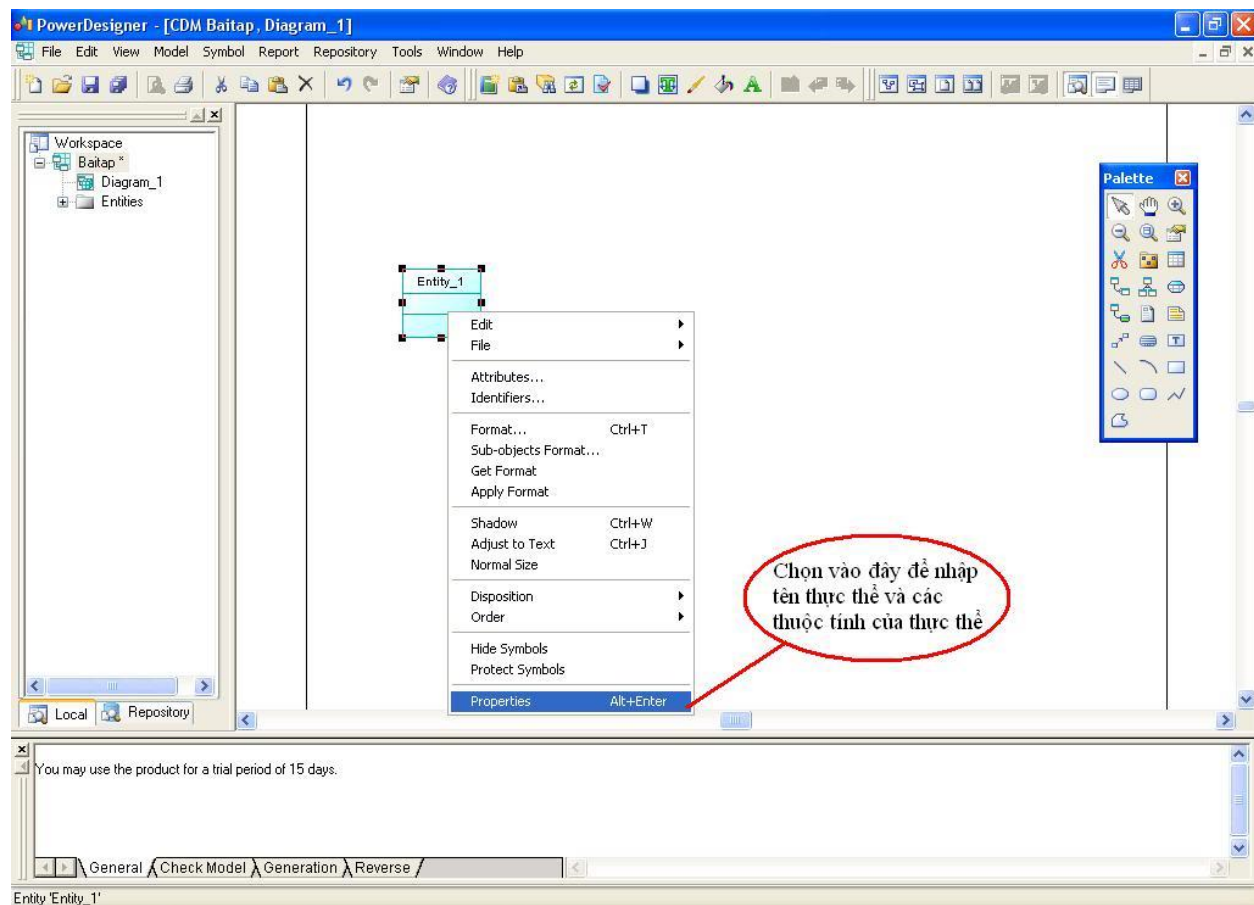 PowerDesigner - [CDM Baitap, Diagram_1]
File Edit View Model Symbol Report Repository Tools Window Help
Workspace
Baitap *
Diagram_1
Entities
Local
Repository
Palette
Entity_1
Edit
File
Attributes...
Identifiers...
Format... Ctrl+T
Sub-objects Format...
Get Format
Apply Format
Shadow Ctrl+W
Adjust to Text Ctrl+J
Normal Size
Disposition
Order
Hide Symbols
Protect Symbols
Properties Alt+Enter
Chọn vào đây để nhập
tên thực thể và các
thuộc tính của thực thể
You may use the product for a trial period of 15 days.
General Check Model Generation Reverse
Entity 'Entity_1'